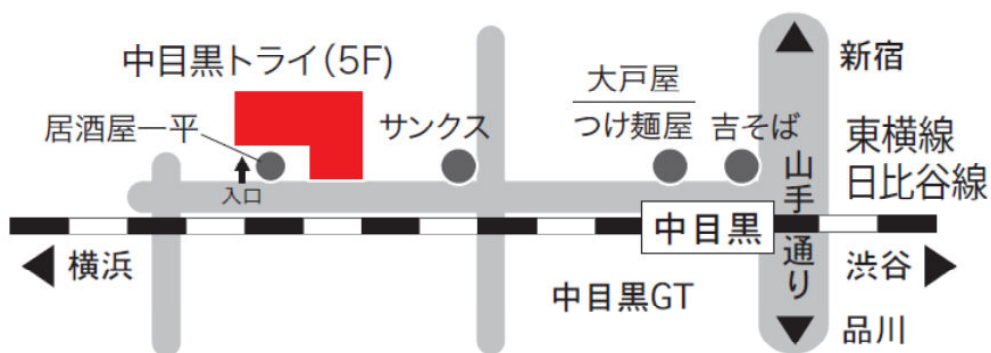 中目黒トライ(5F)
居酒屋一平
入口
サンクス
大戸屋
つけ麺屋
吉そば
新宿
東横線
日比谷線
山手通り
中目黒
横浜
中目黒GT
渋谷
品川